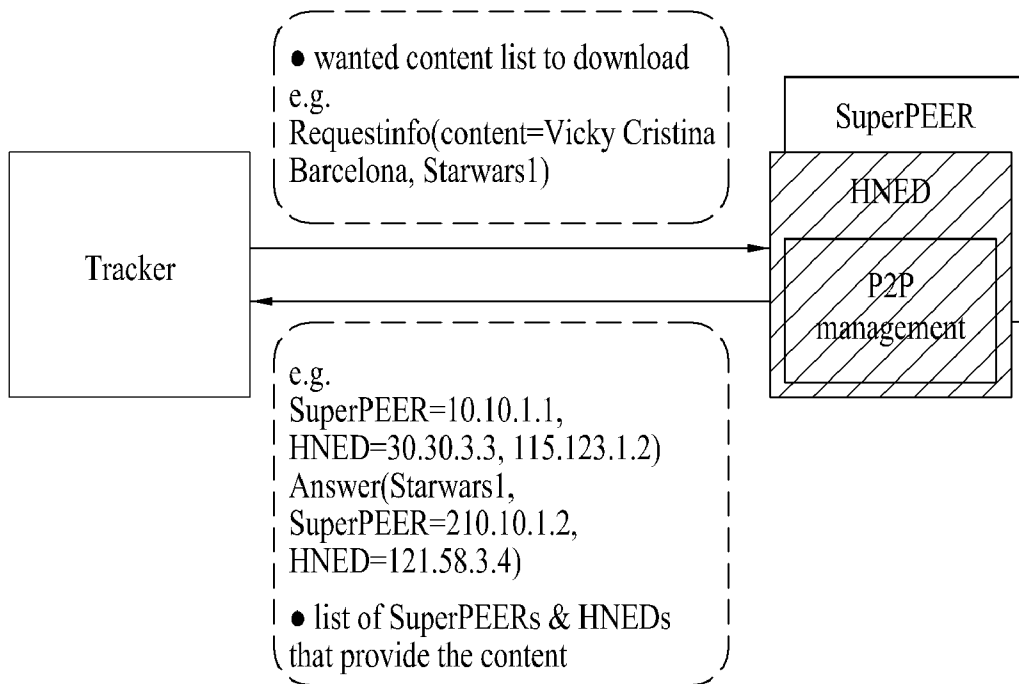 ● wanted content list to download
e.g.
Requestinfo(content=Vicky Cristina
Barcelona, Starwars1)
SuperPEER
HNED
P2P
management
Tracker
e.g.
SuperPEER=10.10.1.1,
HNED=30.30.3.3, 115.123.1.2)
Answer(Starwars1,
SuperPEER=210.10.1.2,
HNED=121.58.3.4)
● list of SuperPEERs & HNEDs
that provide the content